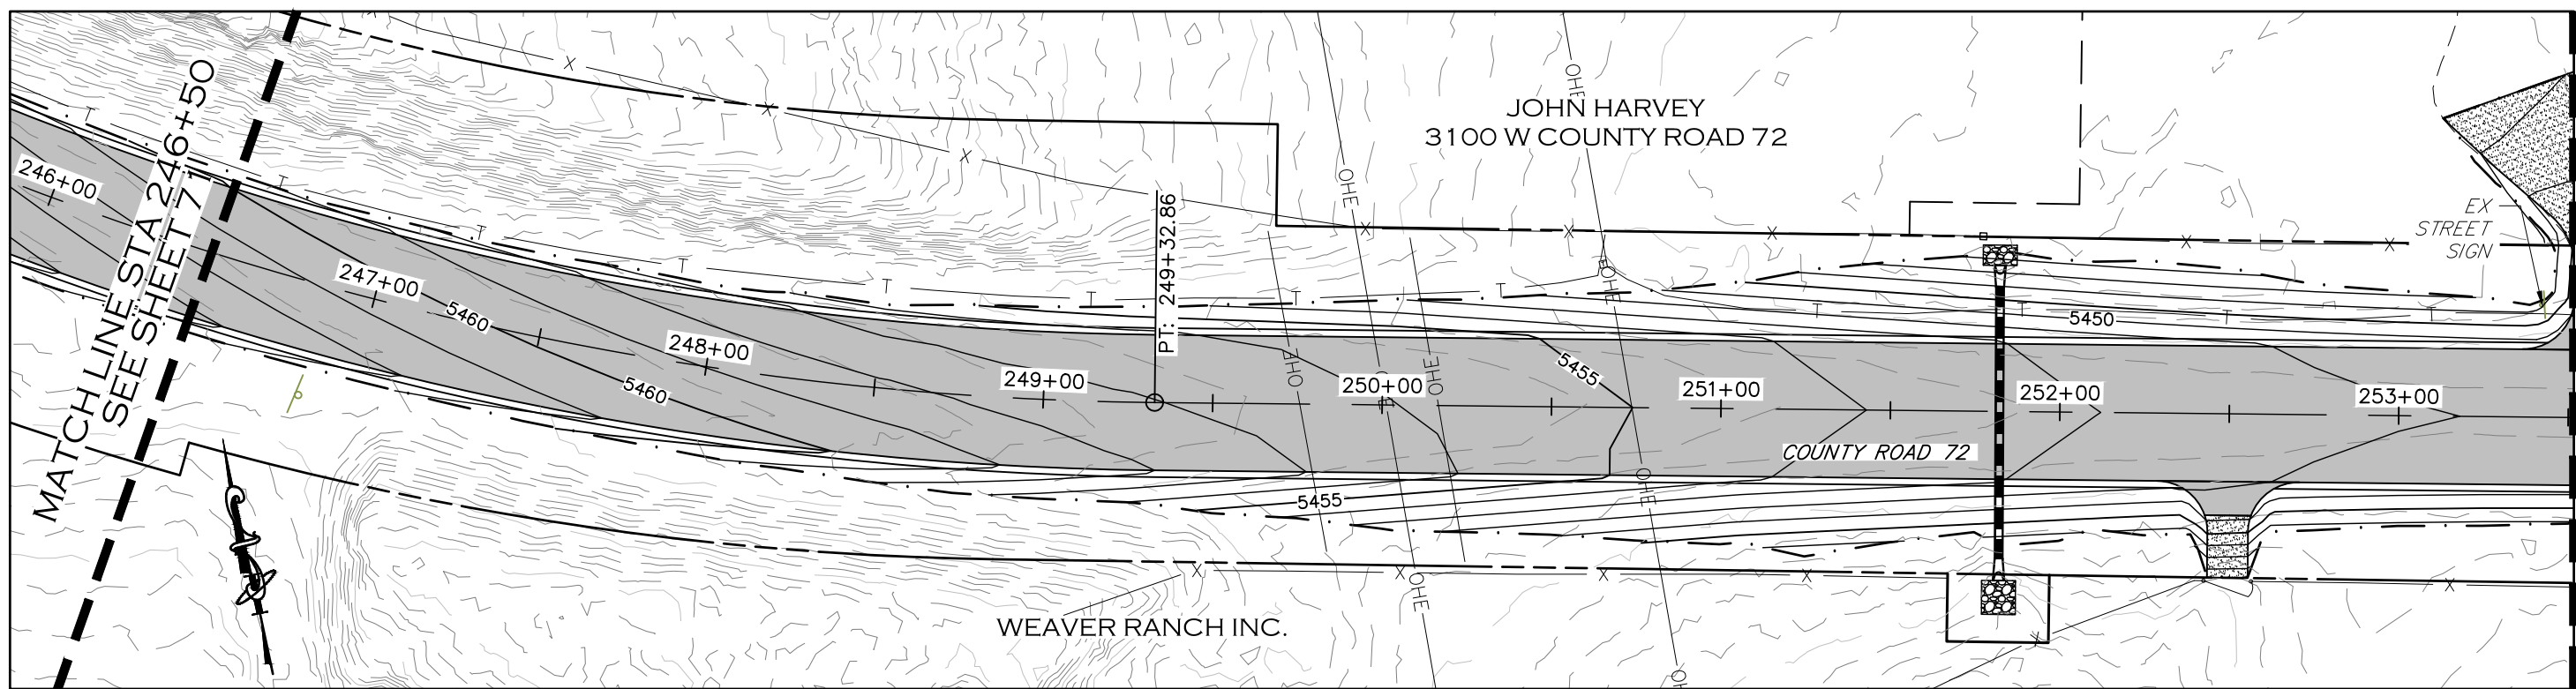 MATCH LINE STA 246+50
SEE SHEET 7
246+00
247+00
5460
5460
248+00
249+00
PT: 249+32.86
250+00
5455
5455
251+00
252+00
253+00
5450
COUNTY ROAD 72
JOHN HARVEY
3100 W COUNTY ROAD 72
WEAVER RANCH INC.
EX
STREET
SIGN
OHE
OHE
OHE
OHE
OHE
OHE
OHE
T
T
T
T
T
T
T
T
T
T
T
X
X
X
X
X
X
X
X
X
X
X
X
X